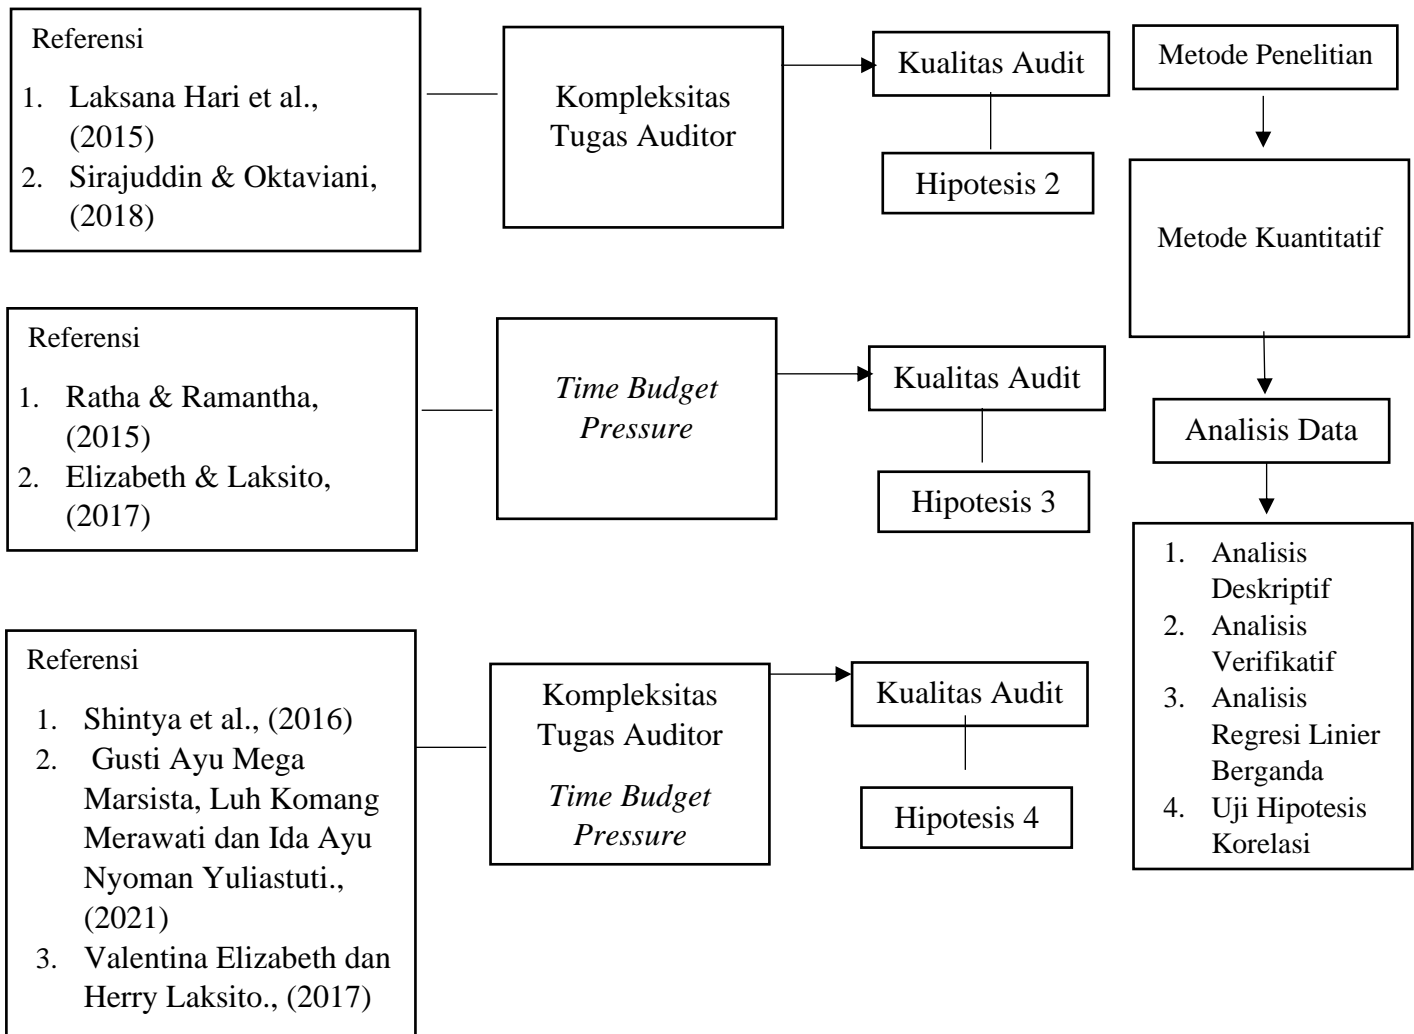 Referensi
1. Laksana Hari et al.,
(2015)
2. Sirajuddin & Oktaviani,
(2018)
Kompleksitas
Tugas Auditor
Kualitas Audit
Hipotesis 2
Referensi
1. Ratha & Ramantha,
(2015)
2. Elizabeth & Laksito,
(2017)
Time Budget
Pressure
Kualitas Audit
Hipotesis 3
Referensi
1. Shintya et al., (2016)
2. Gusti Ayu Mega
Marsista, Luh Komang
Merawati dan Ida Ayu
Nyoman Yuliastuti.,
(2021)
3. Valentina Elizabeth dan
Herry Laksito., (2017)
Kompleksitas
Tugas Auditor
Time Budget
Pressure
Kualitas Audit
Hipotesis 4
Metode Penelitian
Metode Kuantitatif
Analisis Data
1. Analisis
Deskriptif
2. Analisis
Verifikatif
3. Analisis
Regresi Linier
Berganda
4. Uji Hipotesis
Korelasi